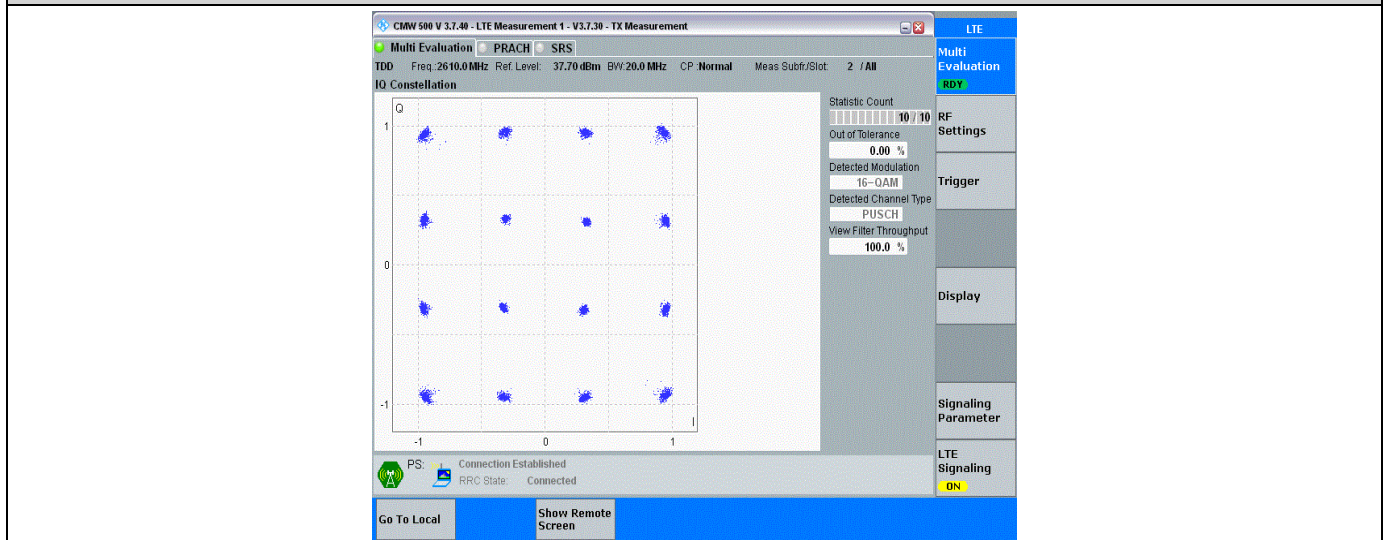 CMW 500 V 3.7.40 - LTE Measurement 1 - V3.7.30 - TX Measurement
LTE
Multi Evaluation PRACH SRS
Multi
Evaluation
RDY
TDD Freq.:2610.0 MHz Ref. Level: 37.70 dBm BW:20.0 MHz CP :Normal Meas Subfr./Slot: 2 / All
IQ Constellation
Q
1
0
-1
-1 0 1
I
Statistic Count
10 / 10
Out of Tolerance
0.00 %
Detected Modulation
16-QAM
Detected Channel Type
PUSCH
View Filter Throughput
100.0 %
RF
Settings
Trigger
Display
Signaling
Parameter
LTE
Signaling
ON
PS: Connection Established
RRC State: Connected
Go To Local
Show Remote
Screen